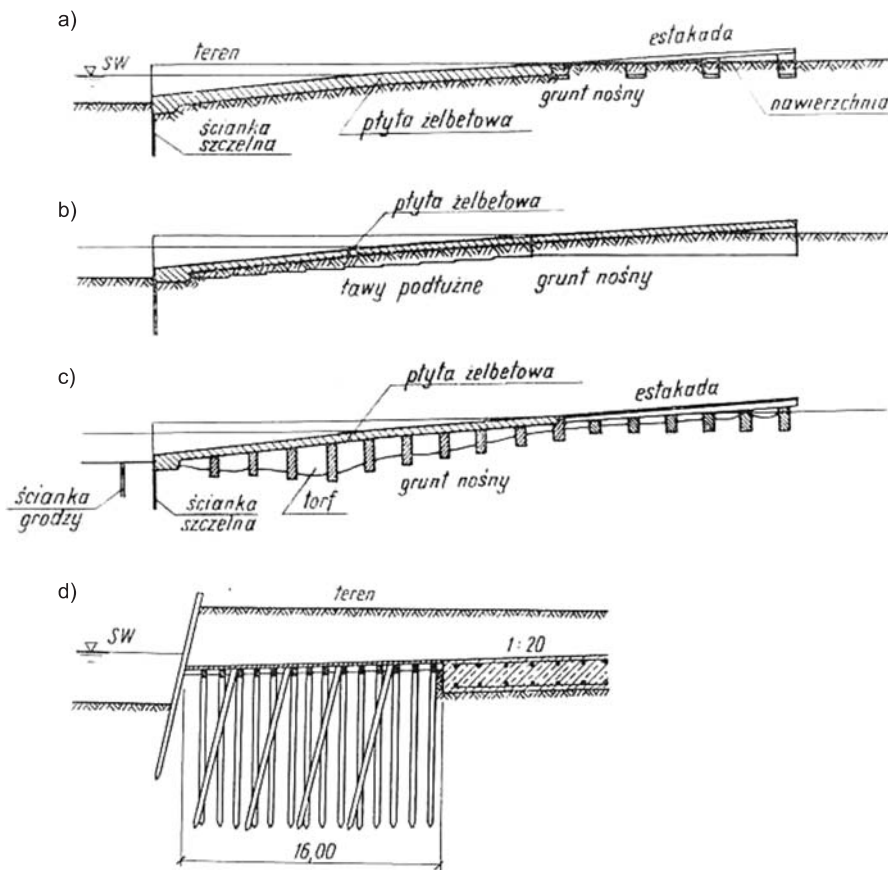 a)
SW
teren
estakada
grunt nośny
nawierzchnia
ścianka
szczelna
płyta żelbetowa
b)
płyta żelbetowa
ławy podłużne
grunt nośny
c)
płyta żelbetowa
estakada
ścianka
grodzy
ścianka
szczelna
torf
grunt nośny
d)
teren
SW
1:20
16,00